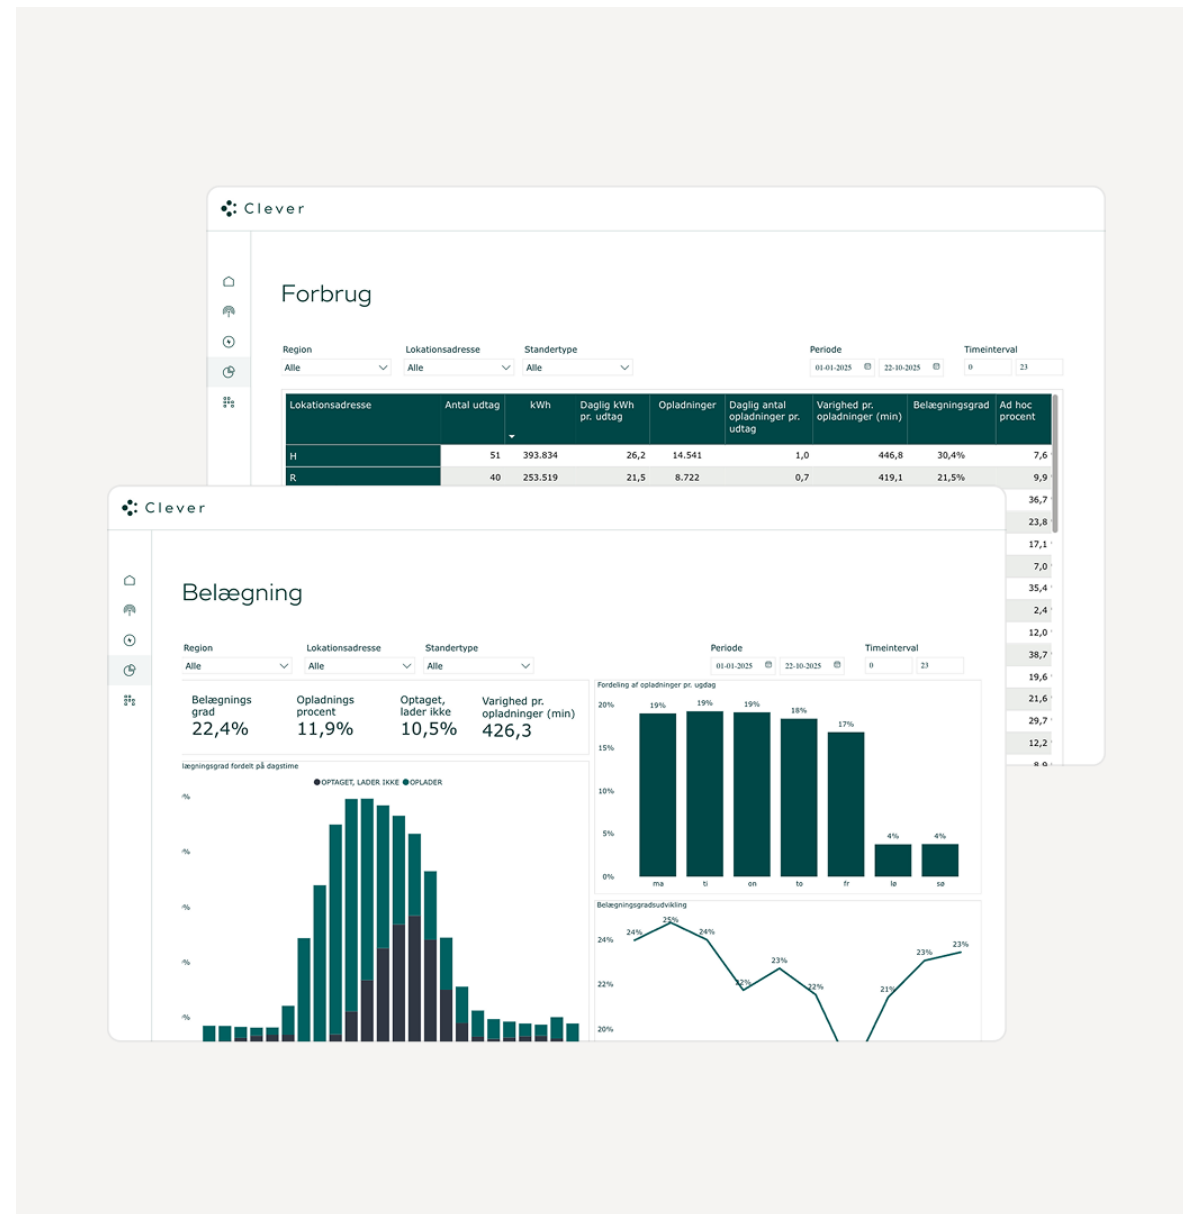 Clever
Forbrug
Region Lokationsadresse Standertype Periode Timeinterval
Alle Alle Alle 01-01-2025 22-10-2025 0 23
Lokationsadresse Antal udtag kWh Daglig kWh pr. udtag Opladninger Daglig antal opladninger pr. udtag Varighed pr. opladninger (min) Belægningsgrad Ad hoc procent
H 51 393.834 26,2 14.541 1,0 446,8 30,4% 7,6
R 40 253.519 21,5 8.722 0,7 419,1 21,5% 9,9
36,7
23,8
17,1
7,0
35,4
2,4
12,0
38,7
19,6
21,6
29,7
12,2
Clever
Belægning
Region Lokationsadresse Standertype Periode Timeinterval
Alle Alle Alle 01-01-2025 22-10-2025 0 23
Belægnings grad
22,4%
Opladnings procent
11,9%
Optaget, lader ikke
10,5%
Varighed pr. opladninger (min)
426,3
Fordeling af opladninger pr. ugdag
20%
15%
10%
5%
0%
19% 19% 19% 18% 17% 4% 4%
ma ti on to fr lø sø
lægningsgrad fordelt på dagstime
OPTAGET, LADER IKKE OPLADER
%
%
%
%
%
Belægningsgradsudvikling
24%
22%
20%
24% 25% 24% 22% 23% 22% 21% 23% 23%